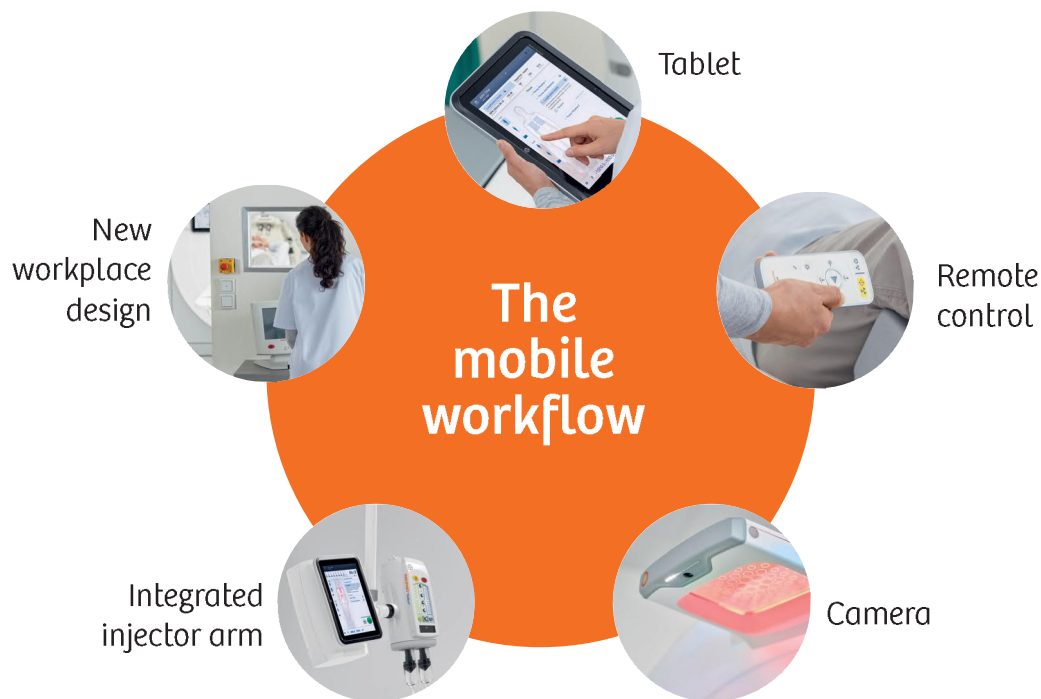 Tablet
New
workplace
design
Remote
control
The
mobile
workflow
Integrated
injector arm
Camera